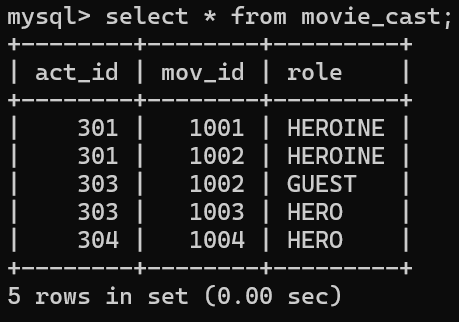 mysql> select * from movie_cast;
+--------+--------+---------+
| act_id | mov_id | role    |
+--------+--------+---------+
|    301 |   1001 | HEROINE |
|    301 |   1002 | HEROINE |
|    303 |   1002 | GUEST   |
|    303 |   1003 | HERO    |
|    304 |   1004 | HERO    |
+--------+--------+---------+
5 rows in set (0.00 sec)